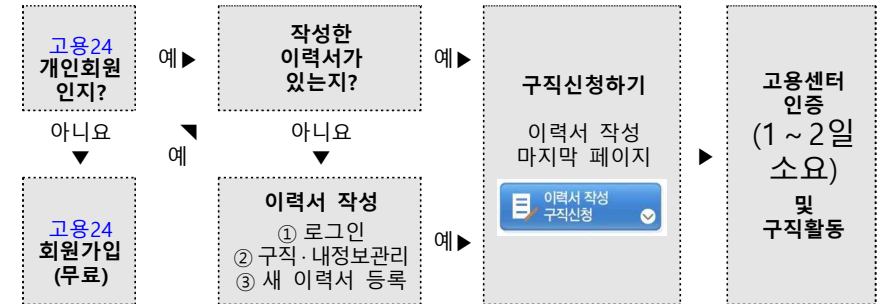 고용24
개인회원
인지?
예▶
작성한
이력서가
있는지?
예▶
아니요
▼
◥
예
아니요
▼
고용24
회원가입
(무료)
이력서 작성
① 로그인
② 구직·내정보관리
③ 새 이력서 등록
예▶
구직신청하기
이력서 작성
마지막 페이지
이력서 작성
구직신청
▶
고용센터
인증
(1~2일
소요)
및
구직활동